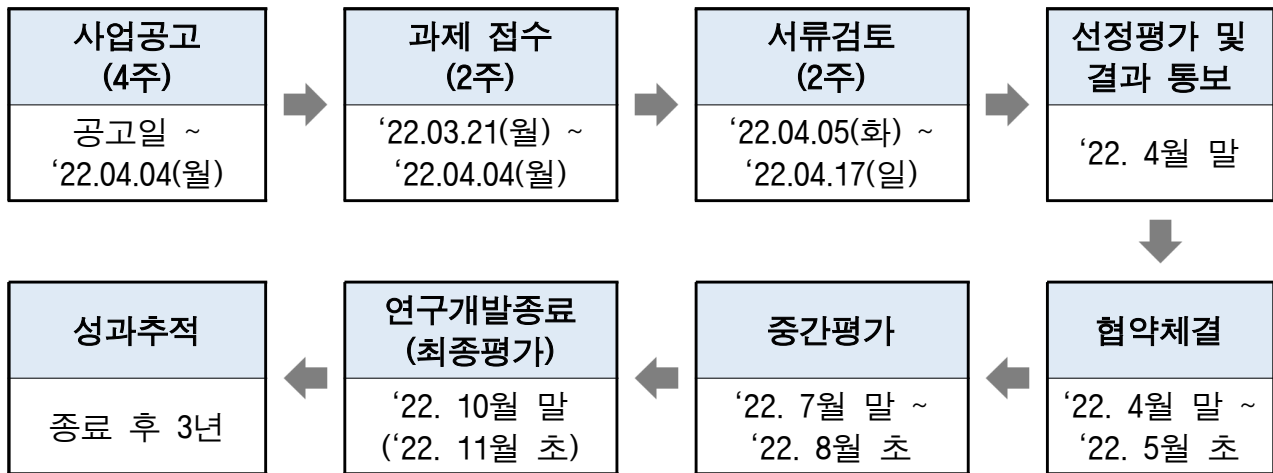 사업공고
(4주)
공고일 ~
‘22.04.04(월)
과제 접수
(2주)
‘22.03.21(월) ~
‘22.04.04(월)
서류검토
(2주)
‘22.04.05(화) ~
‘22.04.17(일)
선정평가 및
결과 통보
‘22. 4월 말
협약체결
‘22. 4월 말 ~
‘22. 5월 초
중간평가
‘22. 7월 말 ~
‘22. 8월 초
연구개발종료
(최종평가)
‘22. 10월 말
(‘22. 11월 초)
성과추적
종료 후 3년